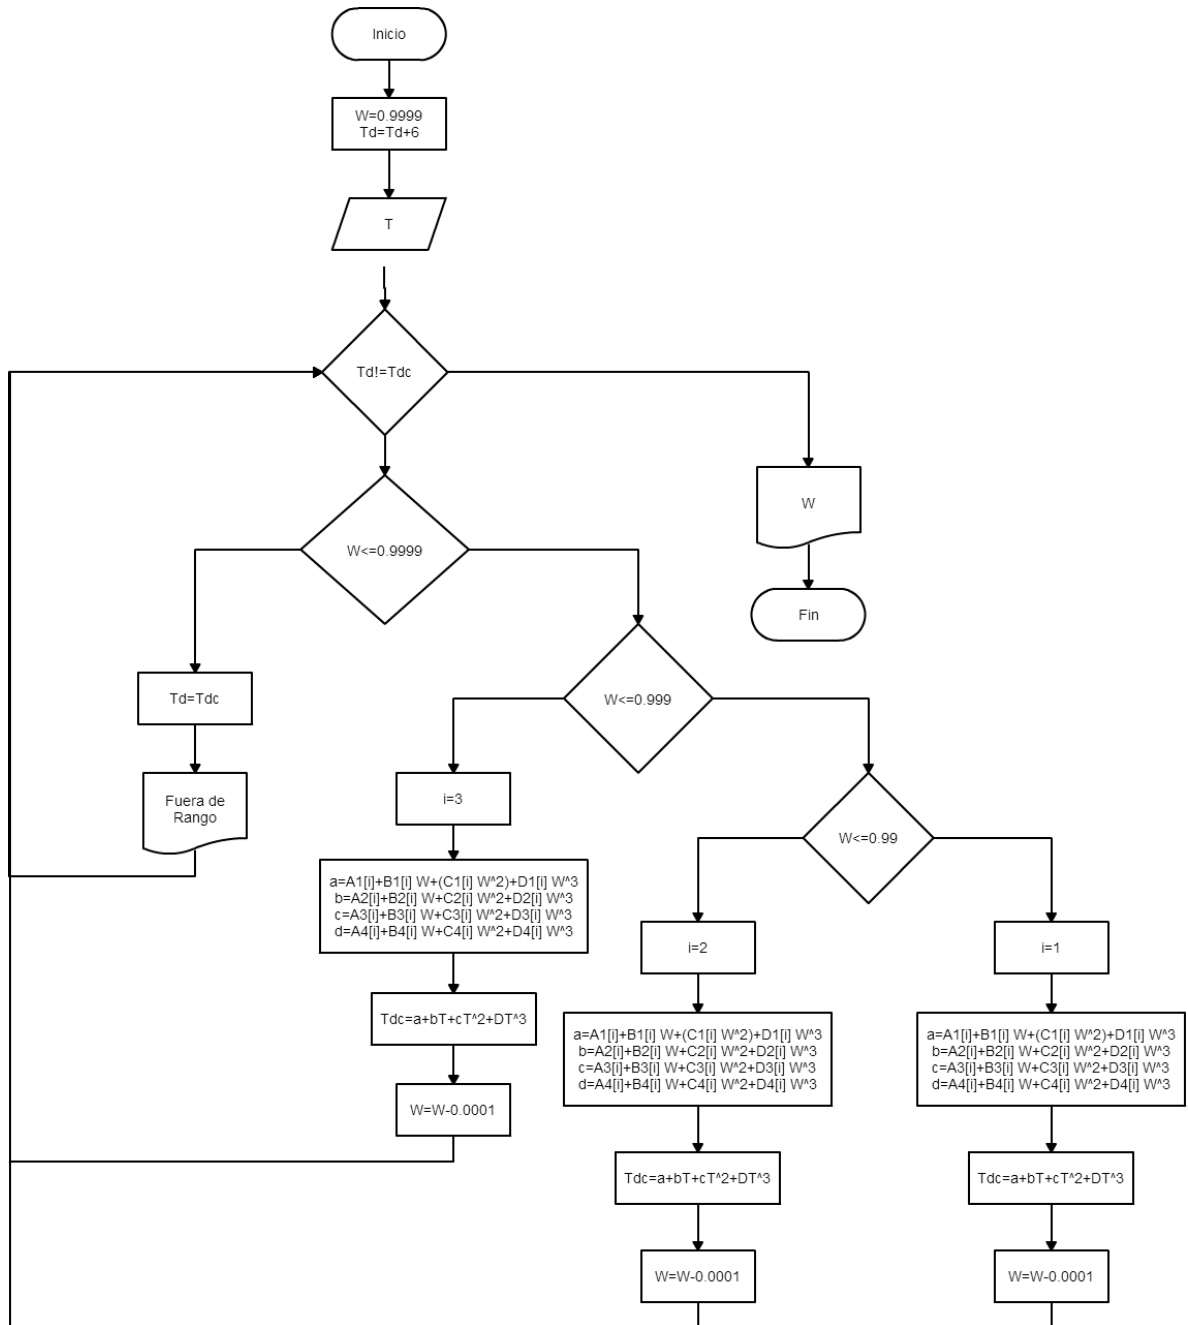 Inicio
W=0.9999
Td=Td+6
T
Td!=Tdc
W<=0.9999
W
Fin
W<=0.999
Td=Tdc
Fuera de
Rango
i=3
W<=0.99
a=A1[i]+B1[i] W+(C1[i] W^2)+D1[i] W^3
b=A2[i]+B2[i] W+C2[i] W^2+D2[i] W^3
c=A3[i]+B3[i] W+C3[i] W^2+D3[i] W^3
d=A4[i]+B4[i] W+C4[i] W^2+D4[i] W^3
Tdc=a+bT+cT^2+DT^3
W=W-0.0001
i=2
a=A1[i]+B1[i] W+(C1[i] W^2)+D1[i] W^3
b=A2[i]+B2[i] W+C2[i] W^2+D2[i] W^3
c=A3[i]+B3[i] W+C3[i] W^2+D3[i] W^3
d=A4[i]+B4[i] W+C4[i] W^2+D4[i] W^3
Tdc=a+bT+cT^2+DT^3
W=W-0.0001
i=1
a=A1[i]+B1[i] W+(C1[i] W^2)+D1[i] W^3
b=A2[i]+B2[i] W+C2[i] W^2+D2[i] W^3
c=A3[i]+B3[i] W+C3[i] W^2+D3[i] W^3
d=A4[i]+B4[i] W+C4[i] W^2+D4[i] W^3
Tdc=a+bT+cT^2+DT^3
W=W-0.0001